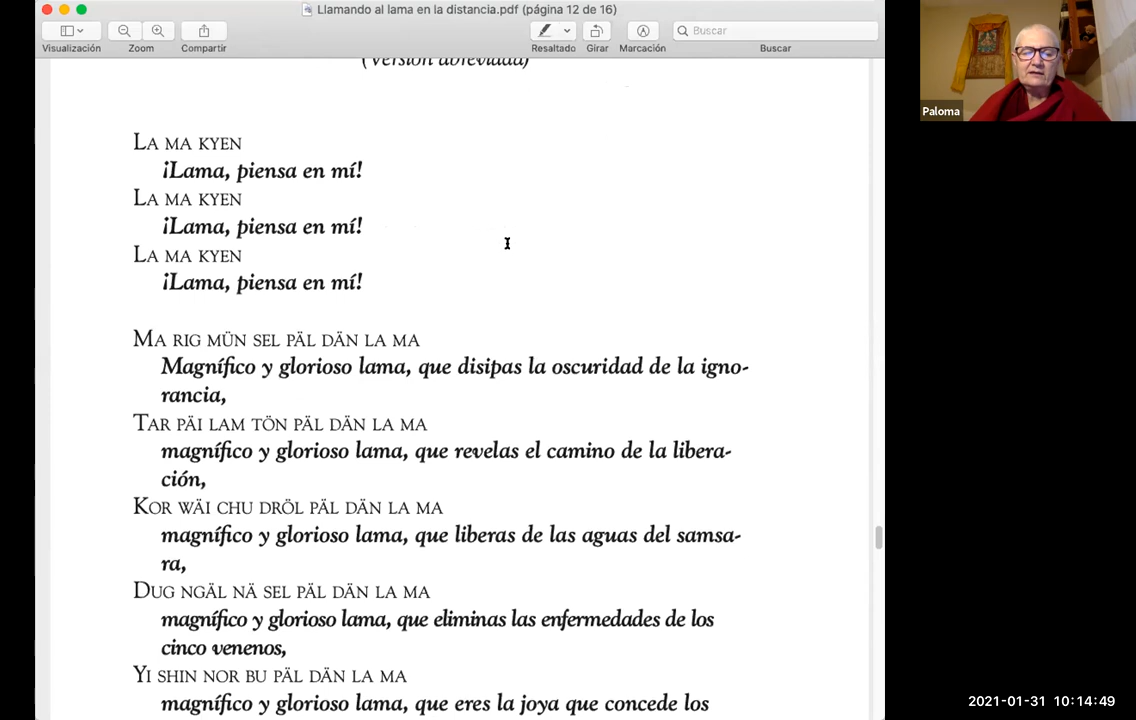 Llamando al lama en la distancia.pdf (página 12 de 16)
Visualización Zoom Compartir Resaltado Girar Marcación Buscar
Buscar
Paloma
(Versión abreviada)
LA MA KYEN
¡Lama, piensa en mí!
LA MA KYEN
¡Lama, piensa en mí!
LA MA KYEN
¡Lama, piensa en mí!
MA RIG MÜN SEL PÄL DÄN LA MA
Magnífico y glorioso lama, que disipas la oscuridad de la igno-
rancia,
TAR PÄI LAM TÖN PÄL DÄN LA MA
magnífico y glorioso lama, que revelas el camino de la libera-
ción,
KOR WÄI CHU DRÖL PÄL DÄN LA MA
magnífico y glorioso lama, que liberas de las aguas del samsa-
ra,
DUG NGÄL NÄ SEL PÄL DÄN LA MA
magnífico y glorioso lama, que eliminas las enfermedades de los
cinco venenos,
YI SHIN NOR BU PÄL DÄN LA MA
magnífico y glorioso lama, que eres la joya que concede los
2021-01-31 10:14:49